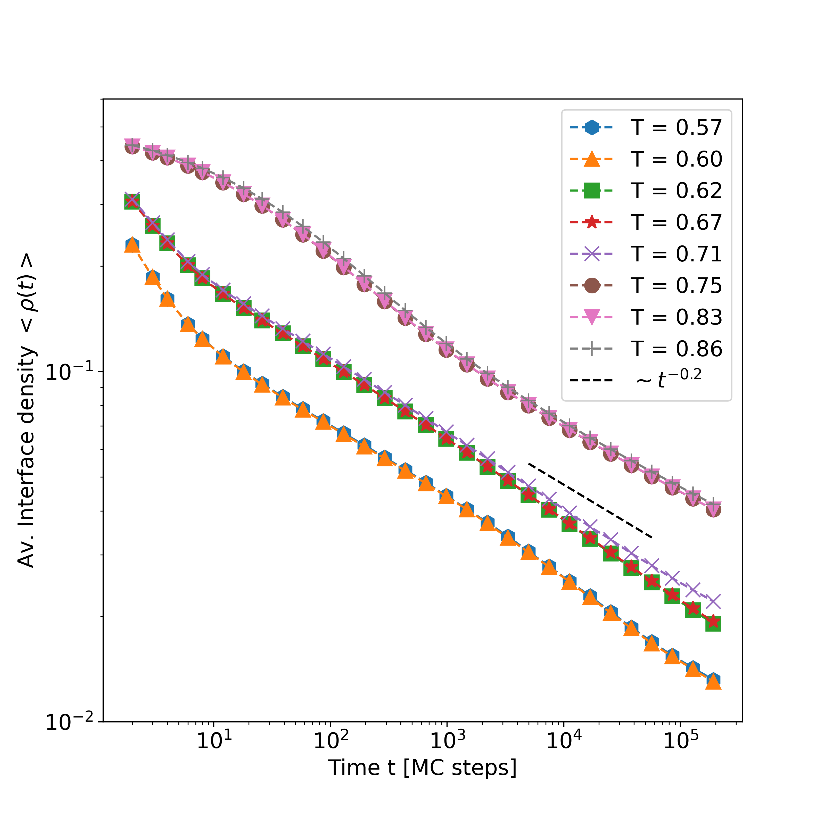 T = 0.57
T = 0.60
T = 0.62
T = 0.67
T = 0.71
T = 0.75
T = 0.83
T = 0.86
~t^{-0.2}
Av. Interface density < ρ(t) >
10^{-1}
10^{-2}
10^1 10^2 10^3 10^4 10^5
Time t [MC steps]